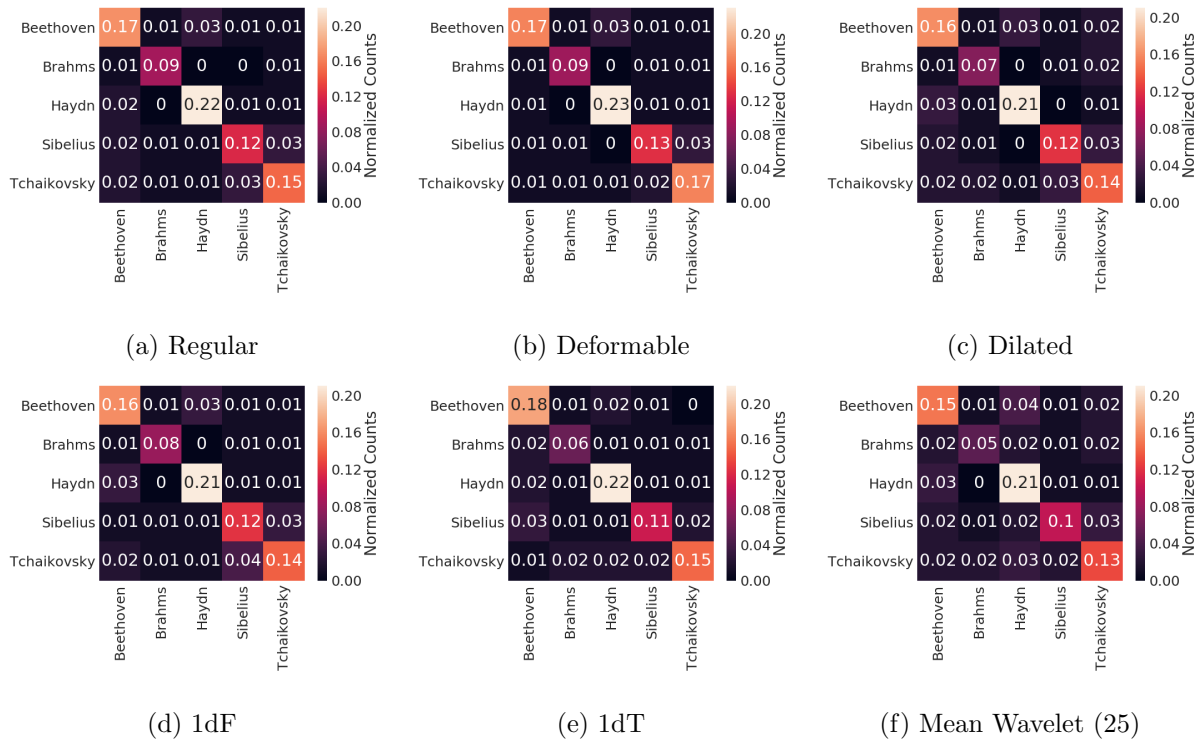 Beethoven 0.17 0.01 0.03 0.01 0.01
Brahms 0.01 0.09 0 0 0.01
Haydn 0.02 0 0.22 0.01 0.01
Sibelius 0.02 0.01 0.01 0.12 0.03
Tchaikovsky 0.02 0.01 0.01 0.03 0.15
Beethoven Brahms Haydn Sibelius Tchaikovsky
0.20
0.16
0.12
0.08
0.04
0.00
Normalized Counts
(a) Regular
Beethoven 0.17 0.01 0.03 0.01 0.01
Brahms 0.01 0.09 0 0.01 0.01
Haydn 0.01 0 0.23 0.01 0.01
Sibelius 0.01 0.01 0 0.13 0.03
Tchaikovsky 0.01 0.01 0.01 0.02 0.17
Beethoven Brahms Haydn Sibelius Tchaikovsky
0.20
0.16
0.12
0.08
0.04
0.00
Normalized Counts
(b) Deformable
Beethoven 0.16 0.01 0.03 0.01 0.02
Brahms 0.01 0.07 0 0.01 0.02
Haydn 0.03 0.01 0.21 0 0.01
Sibelius 0.02 0.01 0 0.12 0.03
Tchaikovsky 0.02 0.02 0.01 0.03 0.14
Beethoven Brahms Haydn Sibelius Tchaikovsky
0.20
0.16
0.12
0.08
0.04
0.00
Normalized Counts
(c) Dilated
Beethoven 0.16 0.01 0.03 0.01 0.01
Brahms 0.01 0.08 0 0.01 0.01
Haydn 0.03 0 0.21 0.01 0.01
Sibelius 0.01 0.01 0.01 0.12 0.03
Tchaikovsky 0.02 0.01 0.01 0.04 0.14
Beethoven Brahms Haydn Sibelius Tchaikovsky
0.20
0.16
0.12
0.08
0.04
0.00
Normalized Counts
(d) 1dF
Beethoven 0.18 0.01 0.02 0.01 0
Brahms 0.02 0.06 0.01 0.01 0.01
Haydn 0.02 0.01 0.22 0.01 0.01
Sibelius 0.03 0.01 0.01 0.11 0.02
Tchaikovsky 0.01 0.02 0.02 0.02 0.15
Beethoven Brahms Haydn Sibelius Tchaikovsky
0.20
0.16
0.12
0.08
0.04
0.00
Normalized Counts
(e) 1dT
Beethoven 0.15 0.01 0.04 0.01 0.02
Brahms 0.02 0.05 0.02 0.01 0.02
Haydn 0.03 0 0.21 0.01 0.01
Sibelius 0.02 0.01 0.02 0.1 0.03
Tchaikovsky 0.02 0.02 0.03 0.02 0.13
Beethoven Brahms Haydn Sibelius Tchaikovsky
0.20
0.16
0.12
0.08
0.04
0.00
Normalized Counts
(f) Mean Wavelet (25)